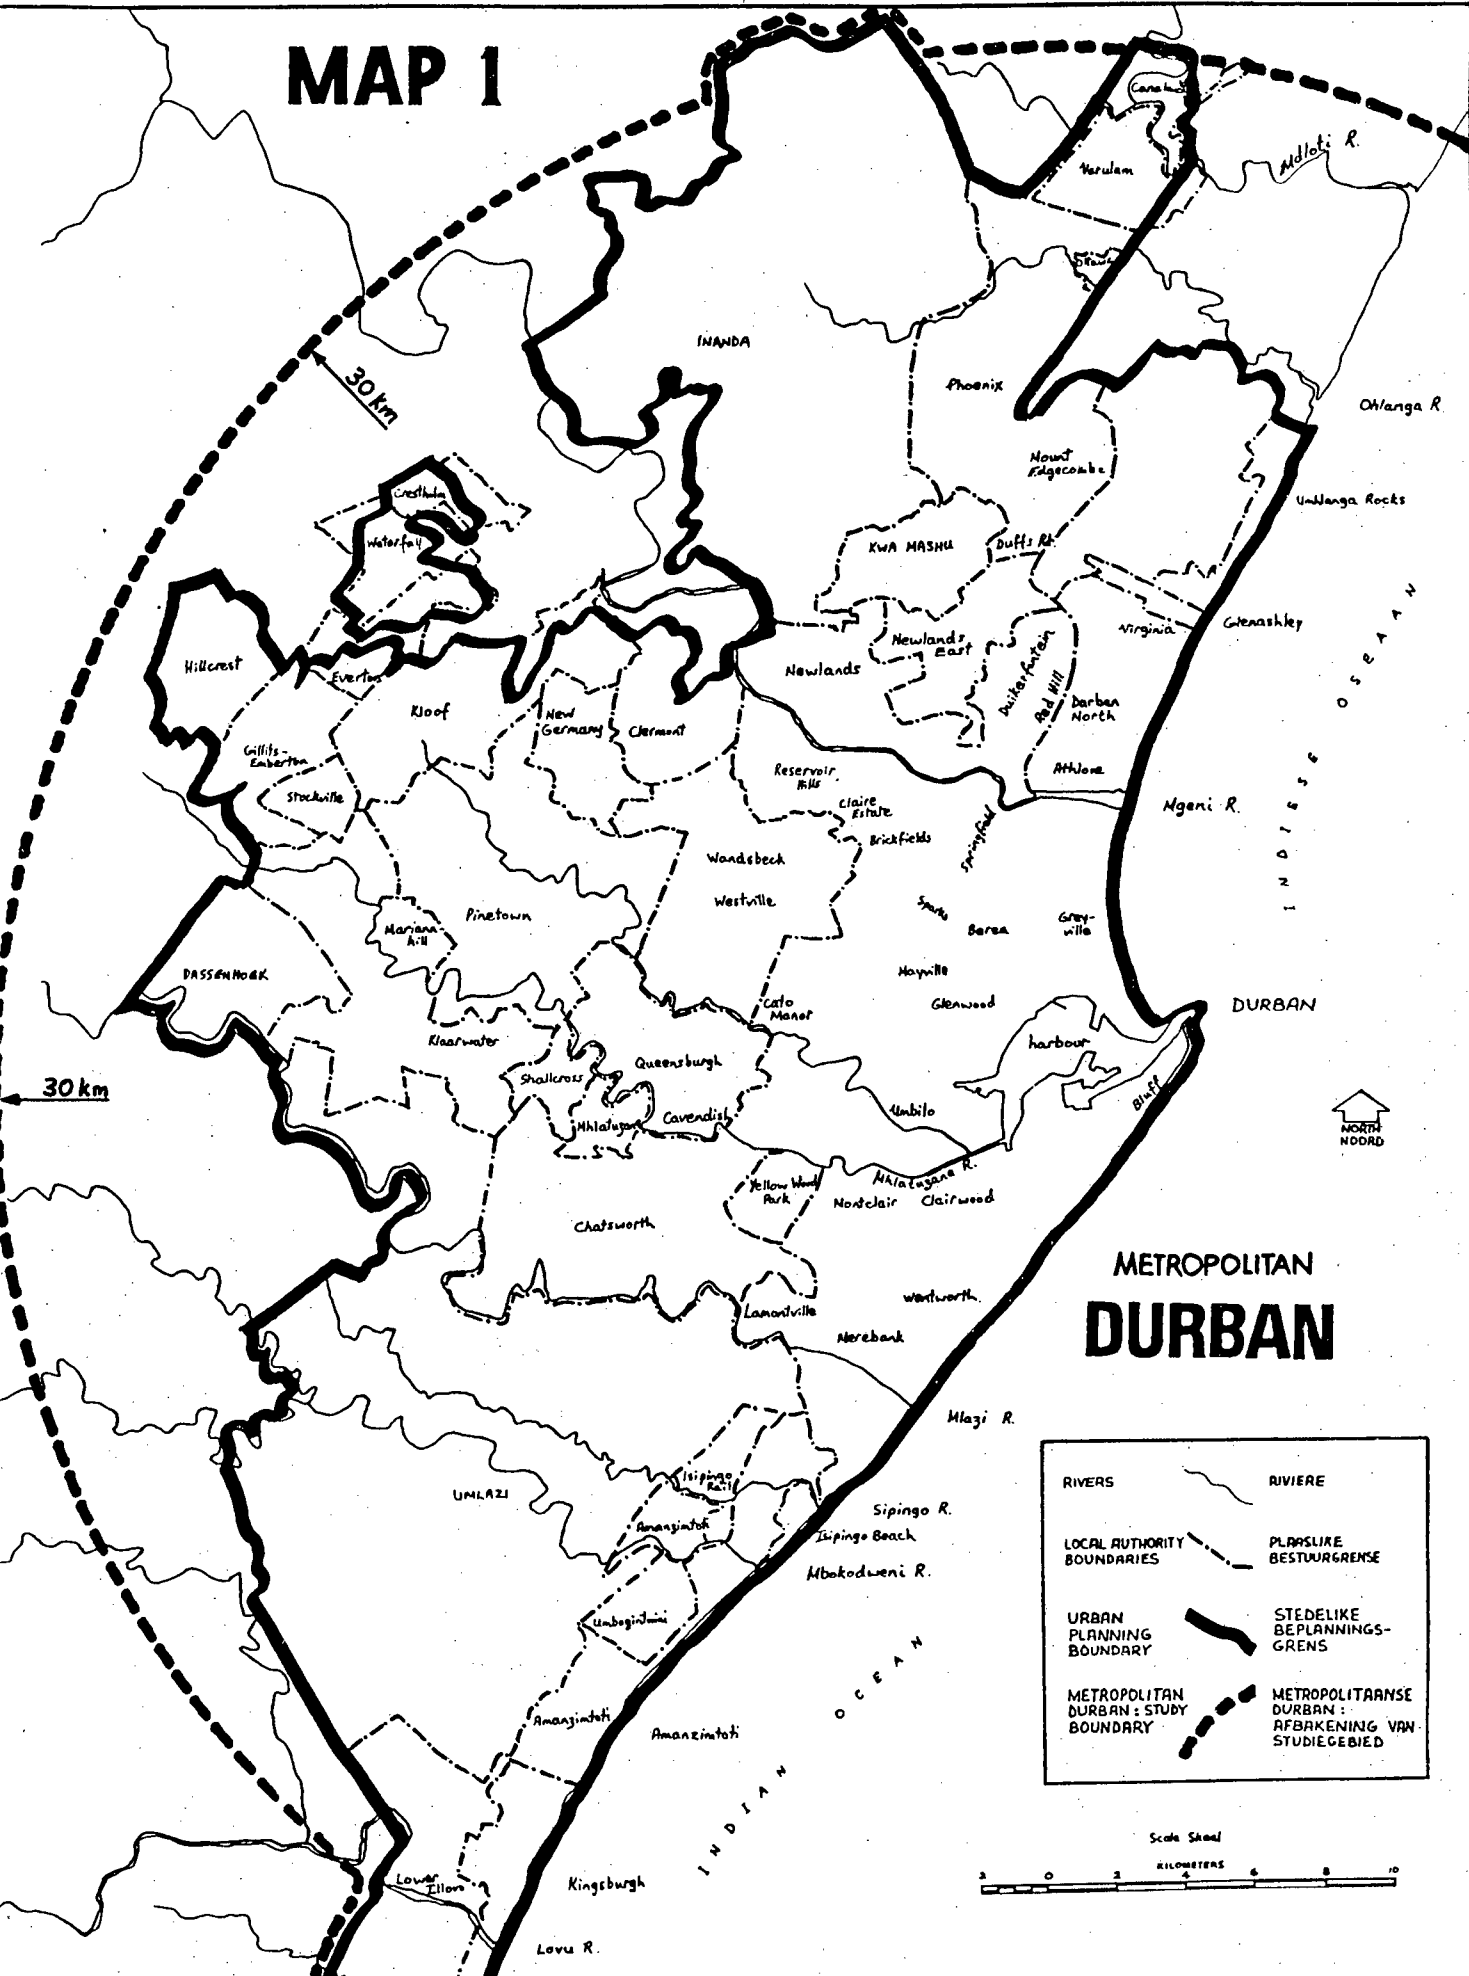 MAP 1
Verulam
Mdloti R.
INANDA
30 km
Phoenix
Ohlanga R
Mount
Edgecombe
Umhlanga Rocks
Cresthulm
Waterfall
KWA MASHU
Duffs Rt.
Hillcrest
Everton
Newlands
East
Newlands
Virginia
Glenashley
Duikerfontein
Red Hill
Kloof
New
Germany
Clermont
Durban
North
INDIESE OSEAAN
Gillits-
Emberton
Stockville
Reservoir
Hills
Athlone
Claire
Estate
Mgeni R.
Brickfields
Springfield
Wandsbeck
Westville
Pinetown
Mariann-
hill
Sparks
Berea
Grey-
ville
DASSENHOEK
Mayville
Cato
Manor
Glenwood
DURBAN
Klaarwater
Queensburgh
harbour
Shallcross
30 km
Bluff
Umbilo
Cavendish
Mhlatuzana
NORTH
NOORD
Yellow Wood
Park
Mhlatuzana R.
Montclair
Clairwood
Chatsworth
METROPOLITAN
DURBAN
Lamontville
Wentworth
Merebank
Mlazi R.
UMLAZI
Isipingo
Rail
Sipingo R.
Amanzimtoti
Isipingo Beach
Mbokodweni R.
Umbogintwini
INDIAN OCEAN
Amanzimtoti
Amanzimtoti
RIVERS
RIVIERE
LOCAL AUTHORITY
BOUNDARIES
PLAASLIKE
BESTUURGRENSE
URBAN
PLANNING
BOUNDARY
STEDELIKE
BEPLANNINGS-
GRENS
METROPOLITAN
DURBAN : STUDY
BOUNDARY
METROPOLITAANSE
DURBAN :
AFBAKENING VAN
STUDIEGEBIED
Scale Skaal
KILOMETERS
2 0 2 4 6 8 10
Lower
Illovo
Kingsburgh
Lovu R.